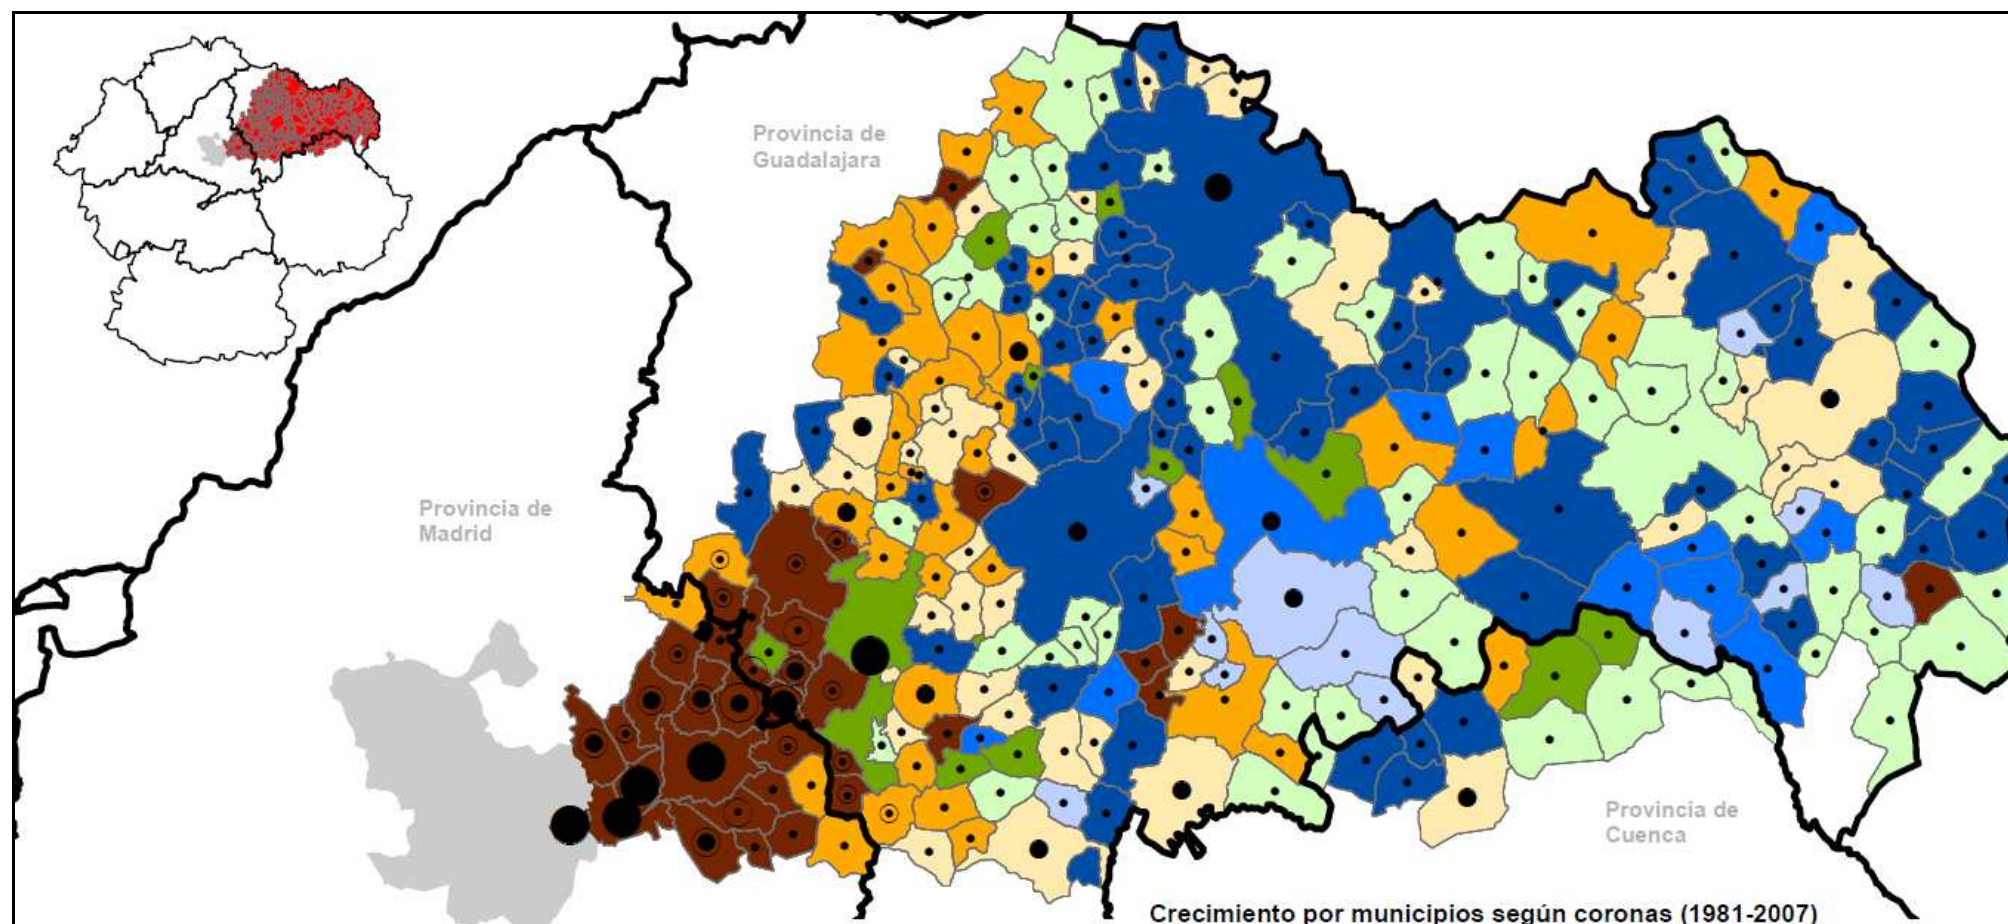 Provincia de
Guadalajara
Provincia de
Madrid
Provincia de
Cuenca
Crecimiento por municipios según coronas (1981-2007)